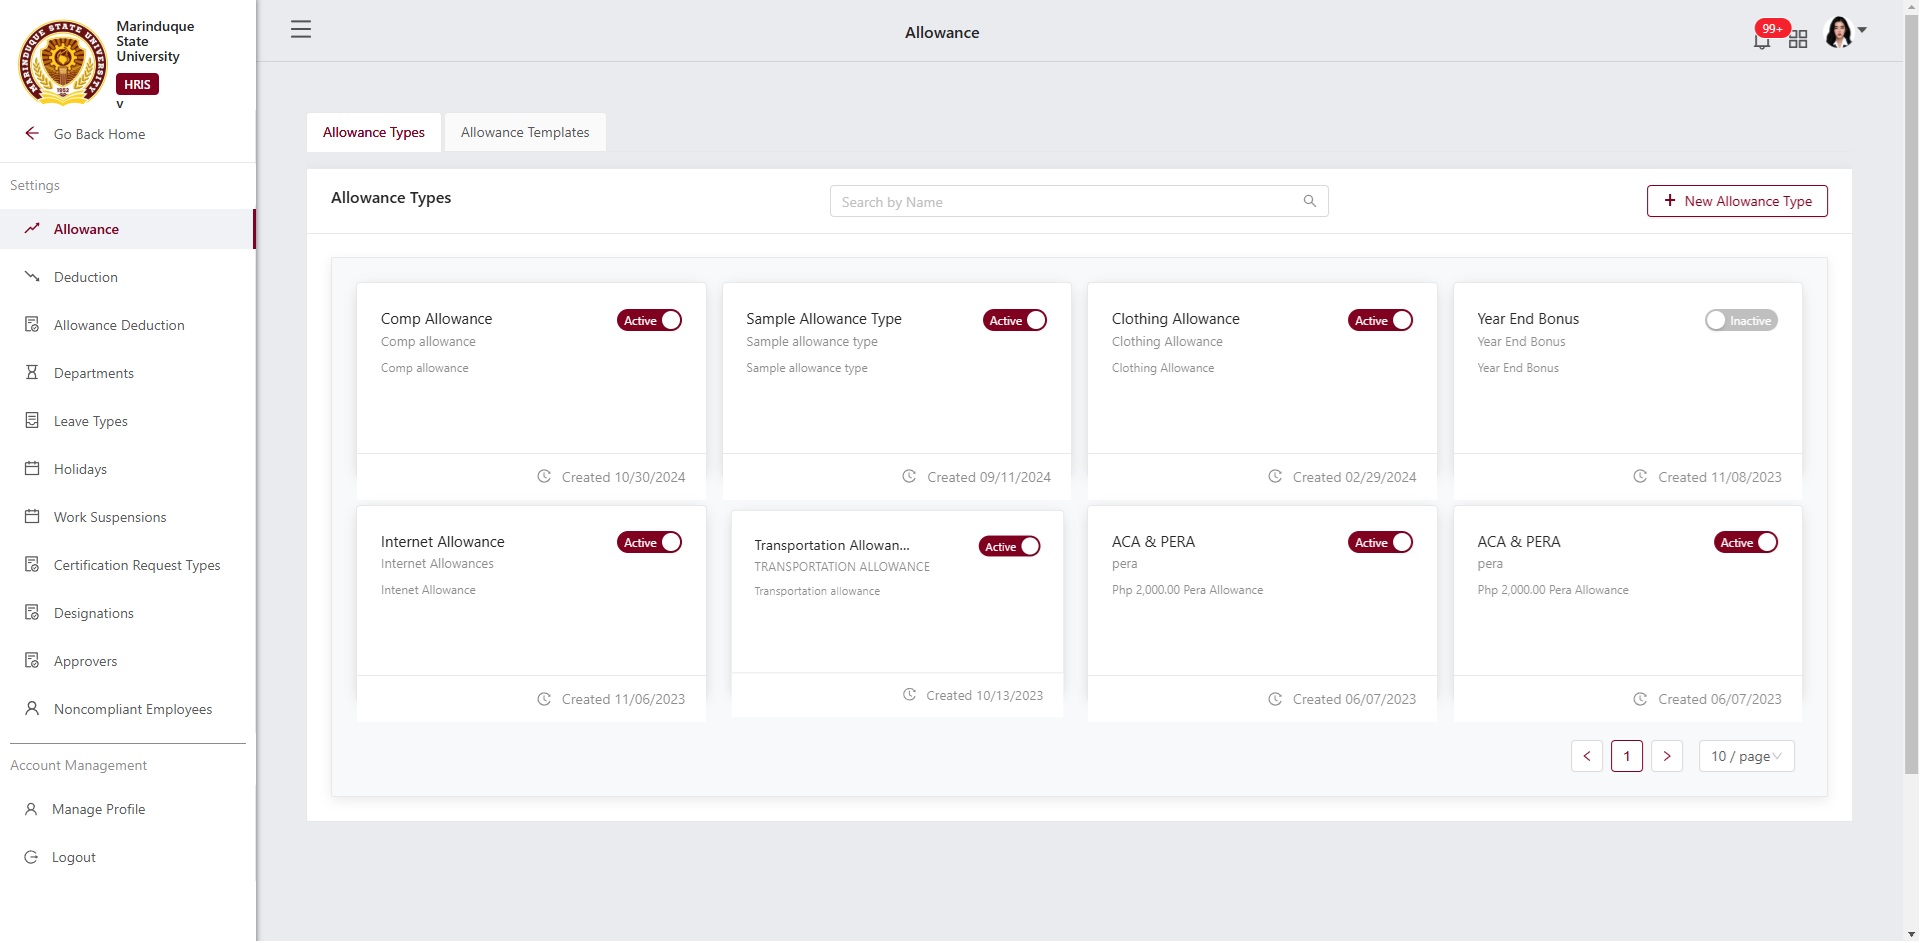 Marinduque
State
University
HRIS
v
MARINDUQUE STATE UNIVERSITY
1952
Go Back Home
Settings
Allowance
Deduction
Allowance Deduction
Departments
Leave Types
Holidays
Work Suspensions
Certification Request Types
Designations
Approvers
Noncompliant Employees
Account Management
Manage Profile
Logout
Allowance
99+
Allowance Types
Allowance Templates
Allowance Types
Search by Name
+ New Allowance Type
Comp Allowance
Active
Comp allowance
Comp allowance
Created 10/30/2024
Sample Allowance Type
Active
Sample allowance type
Sample allowance type
Created 09/11/2024
Clothing Allowance
Active
Clothing Allowance
Clothing Allowance
Created 02/29/2024
Year End Bonus
Inactive
Year End Bonus
Year End Bonus
Created 11/08/2023
Internet Allowance
Active
Internet Allowances
Intenet Allowance
Created 11/06/2023
Transportation Allowan...
Active
TRANSPORTATION ALLOWANCE
Transportation allowance
Created 10/13/2023
ACA & PERA
Active
pera
Php 2,000.00 Pera Allowance
Created 06/07/2023
ACA & PERA
Active
pera
Php 2,000.00 Pera Allowance
Created 06/07/2023
< 1 > 10 / page